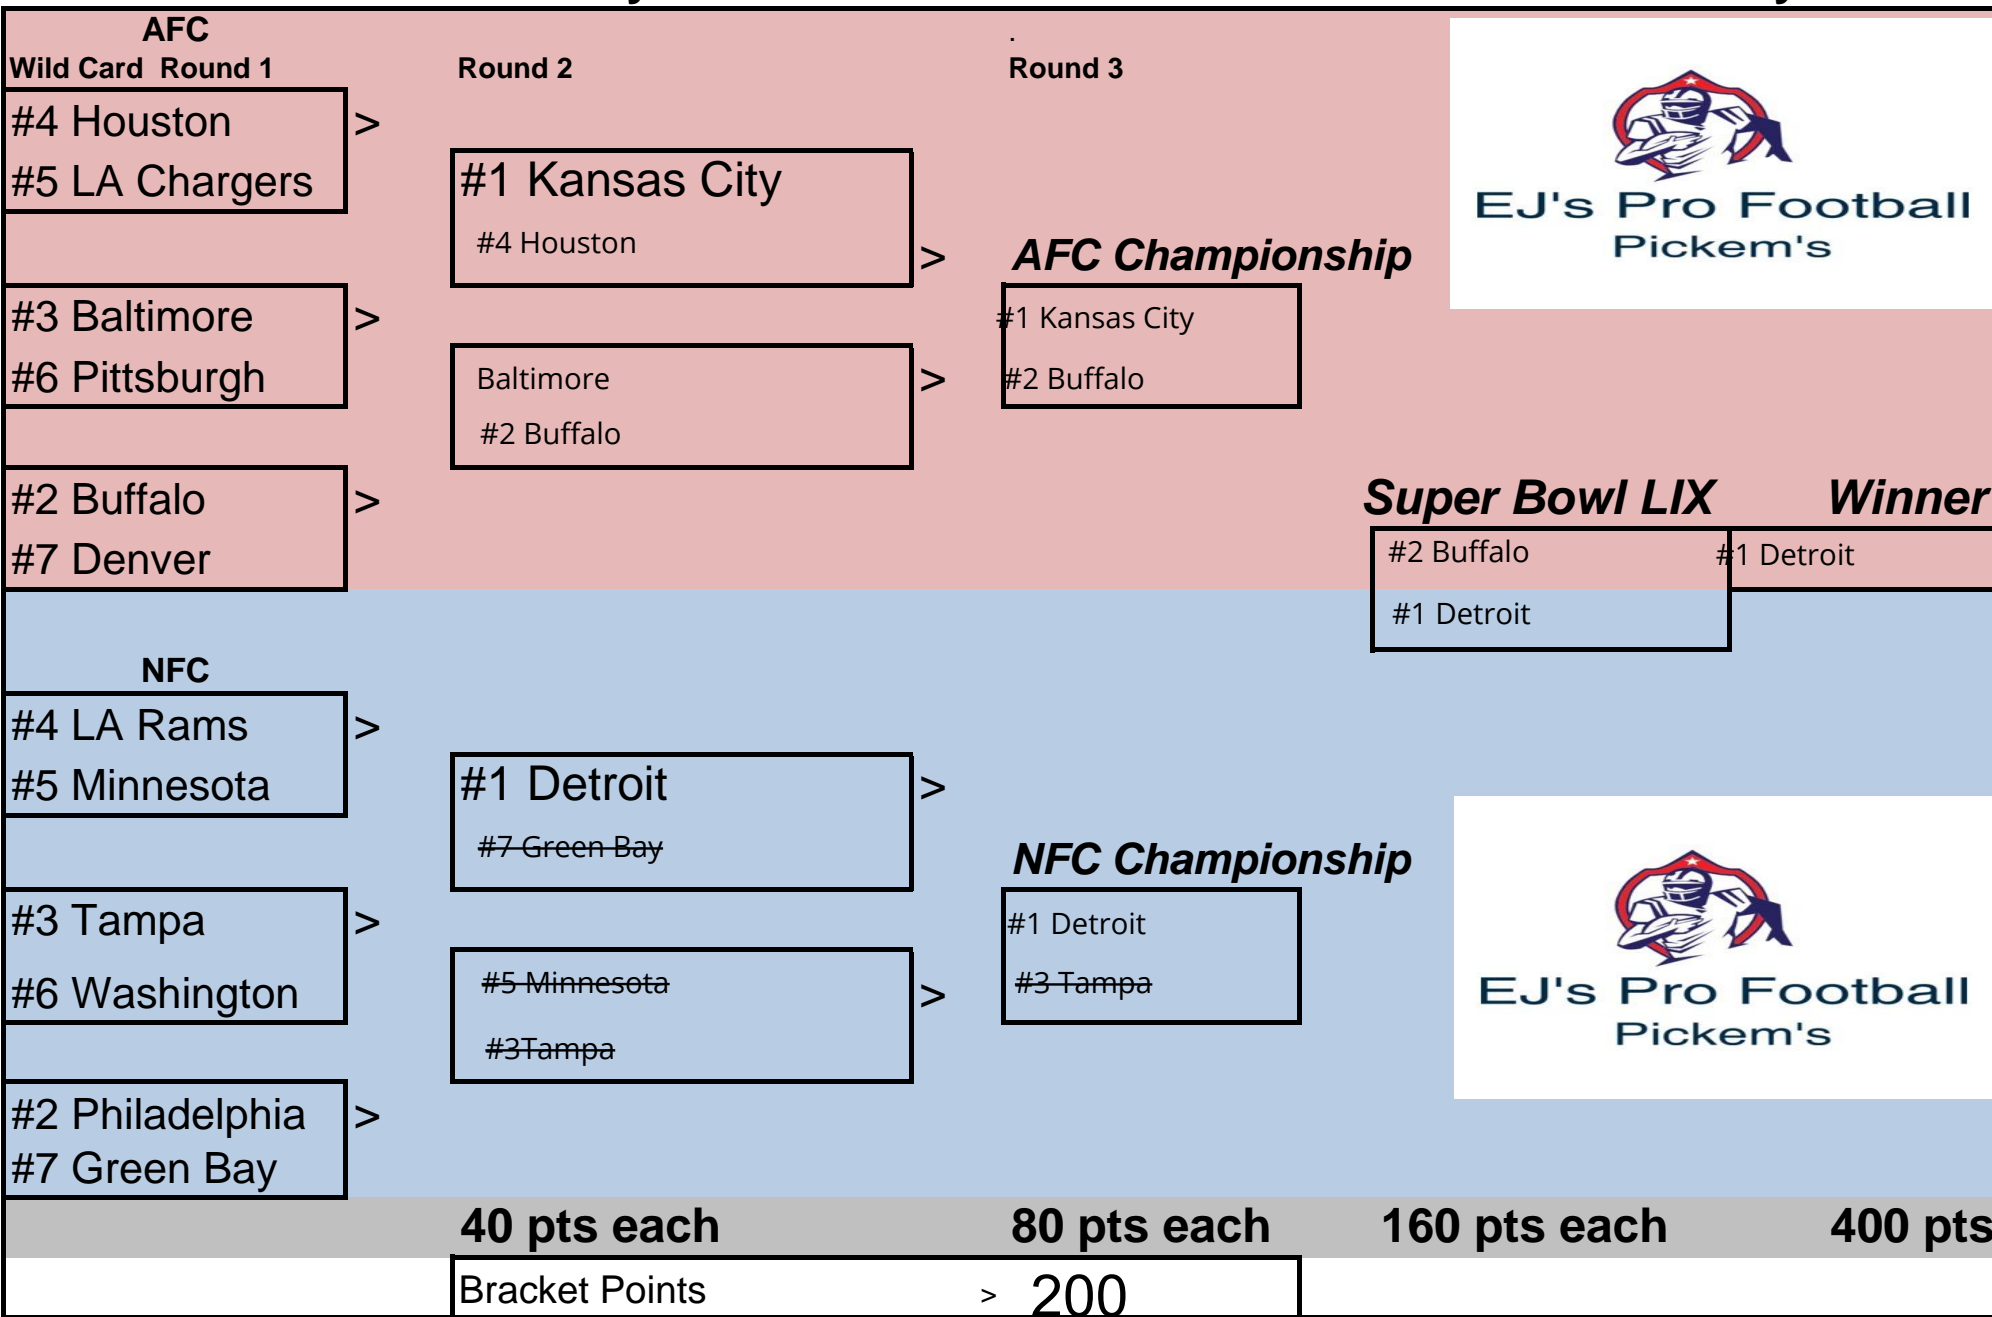 AFC
.
Wild Card Round 1
Round 2
Round 3
#4 Houston >
#5 LA Chargers
#1 Kansas City
#4 Houston >
AFC Championship
EJ's Pro Football
Pickem's
#3 Baltimore >
#6 Pittsburgh
#1 Kansas City
Baltimore >
#2 Buffalo
#2 Buffalo
#2 Buffalo >
#7 Denver
Super Bowl LIX
Winner
#2 Buffalo
#1 Detroit
#1 Detroit
NFC
#4 LA Rams >
#5 Minnesota
#1 Detroit >
#7 Green Bay
NFC Championship
#3 Tampa >
#6 Washington
#1 Detroit
#5 Minnesota >
#3 Tampa
#3Tampa
EJ's Pro Football
Pickem's
#2 Philadelphia >
#7 Green Bay
40 pts each
80 pts each
160 pts each
400 pts
Bracket Points > 200